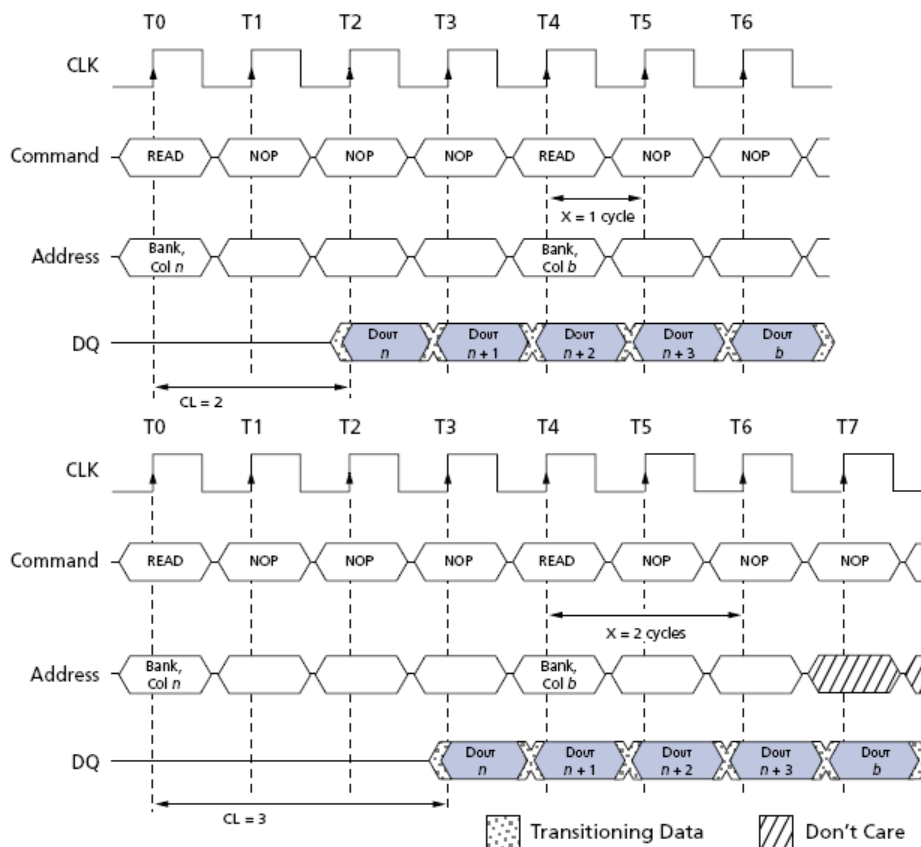 T0 T1 T2 T3 T4 T5 T6
CLK
Command READ NOP NOP NOP READ NOP NOP
X = 1 cycle
Address Bank, Col n Bank, Col b
DQ DOUT n DOUT n + 1 DOUT n + 2 DOUT n + 3 DOUT b
CL = 2
T0 T1 T2 T3 T4 T5 T6 T7
CLK
Command READ NOP NOP NOP READ NOP NOP NOP
X = 2 cycles
Address Bank, Col n Bank, Col b
DQ DOUT n DOUT n + 1 DOUT n + 2 DOUT n + 3 DOUT b
CL = 3
Transitioning Data Don't Care